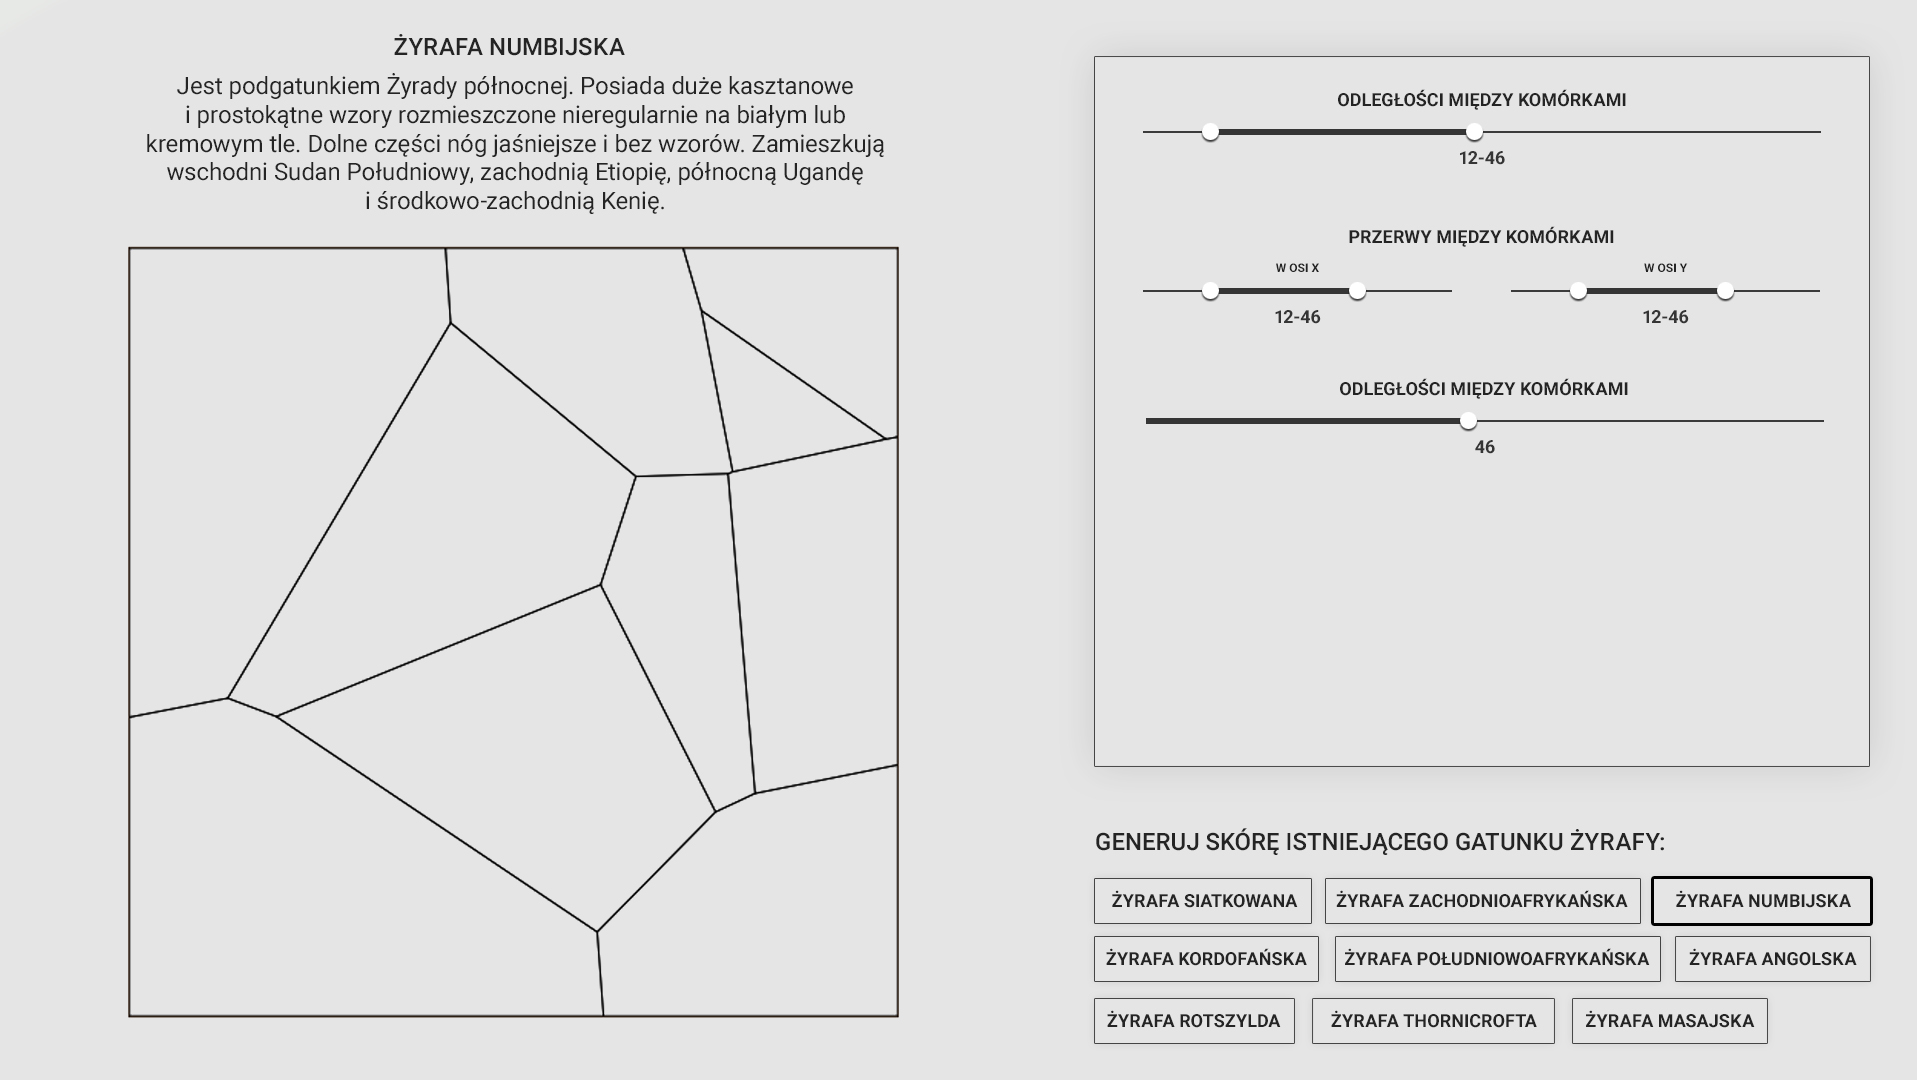 ŻYRAFA NUMBIJSKA
Jest podgatunkiem Żyrady północnej. Posiada duże kasztanowe
i prostokątne wzory rozmieszczone nieregularnie na białym lub
kremowym tle. Dolne części nóg jaśniejsze i bez wzorów. Zamieszkują
wschodni Sudan Południowy, zachodnią Etiopię, północną Ugandę
i środkowo-zachodnią Kenię.
ODLEGŁOŚCI MIĘDZY KOMÓRKAMI
12-46
PRZERWY MIĘDZY KOMÓRKAMI
W OSI X
W OSI Y
12-46
12-46
ODLEGŁOŚCI MIĘDZY KOMÓRKAMI
46
GENERUJ SKÓRĘ ISTNIEJĄCEGO GATUNKU ŻYRAFY:
ŻYRAFA SIATKOWANA
ŻYRAFA ZACHODNIOAFRYKAŃSKA
ŻYRAFA NUMBIJSKA
ŻYRAFA KORDOFAŃSKA
ŻYRAFA POŁUDNIOWOAFRYKAŃSKA
ŻYRAFA ANGOLSKA
ŻYRAFA ROTSZYLDA
ŻYRAFA THORNICROFTA
ŻYRAFA MASAJSKA